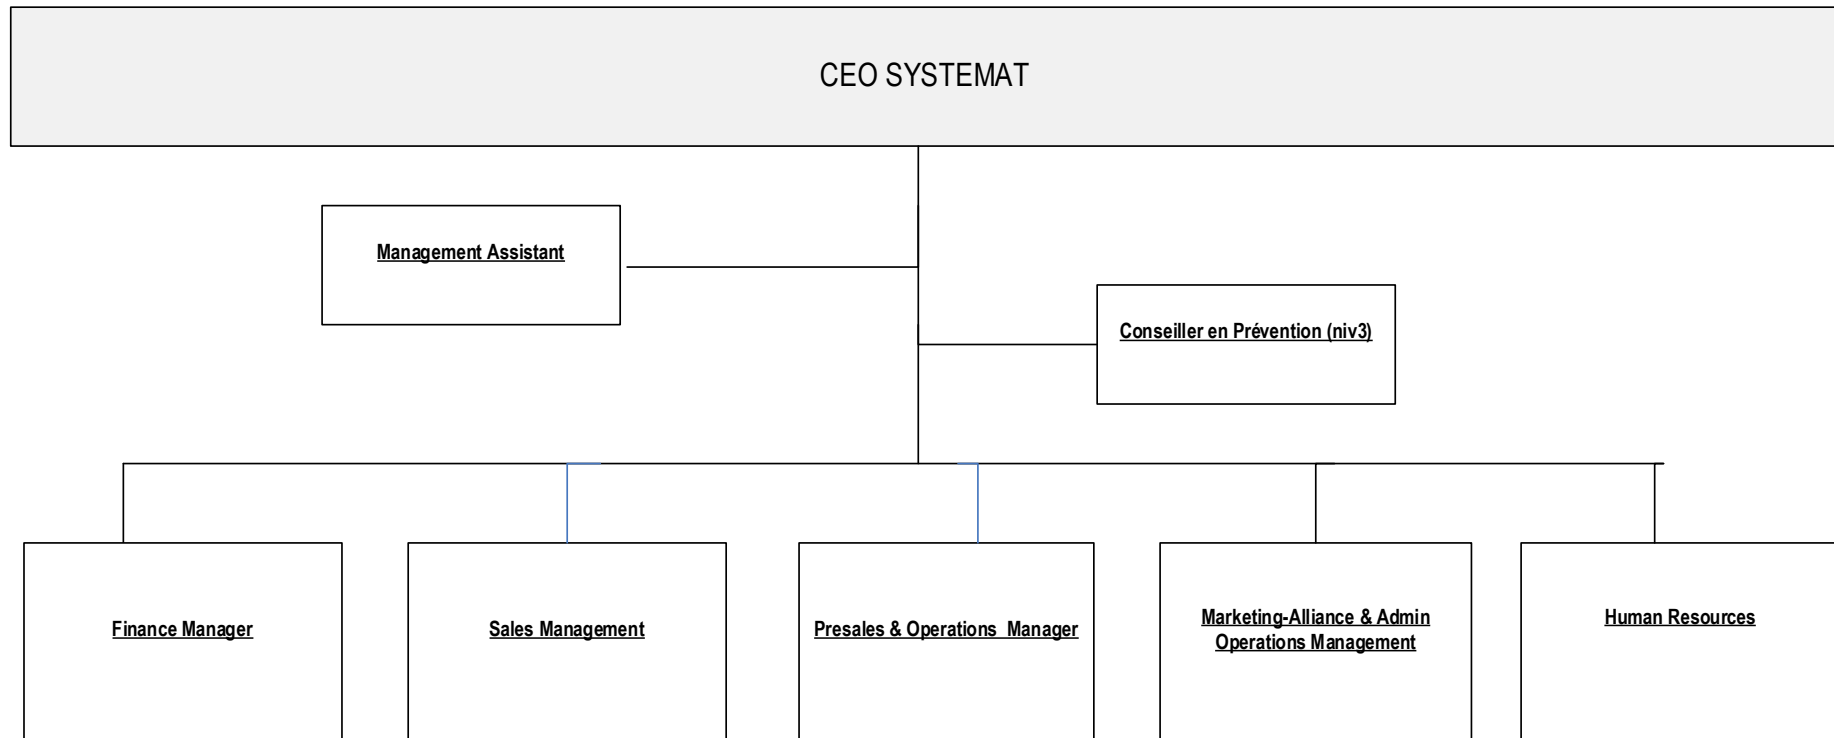 CEO SYSTEMAT
Management Assistant
Conseiller en Prévention (niv3)
Finance Manager
Sales Management
Presales & Operations  Manager
Marketing-Alliance & Admin
Operations Management
Human Resources